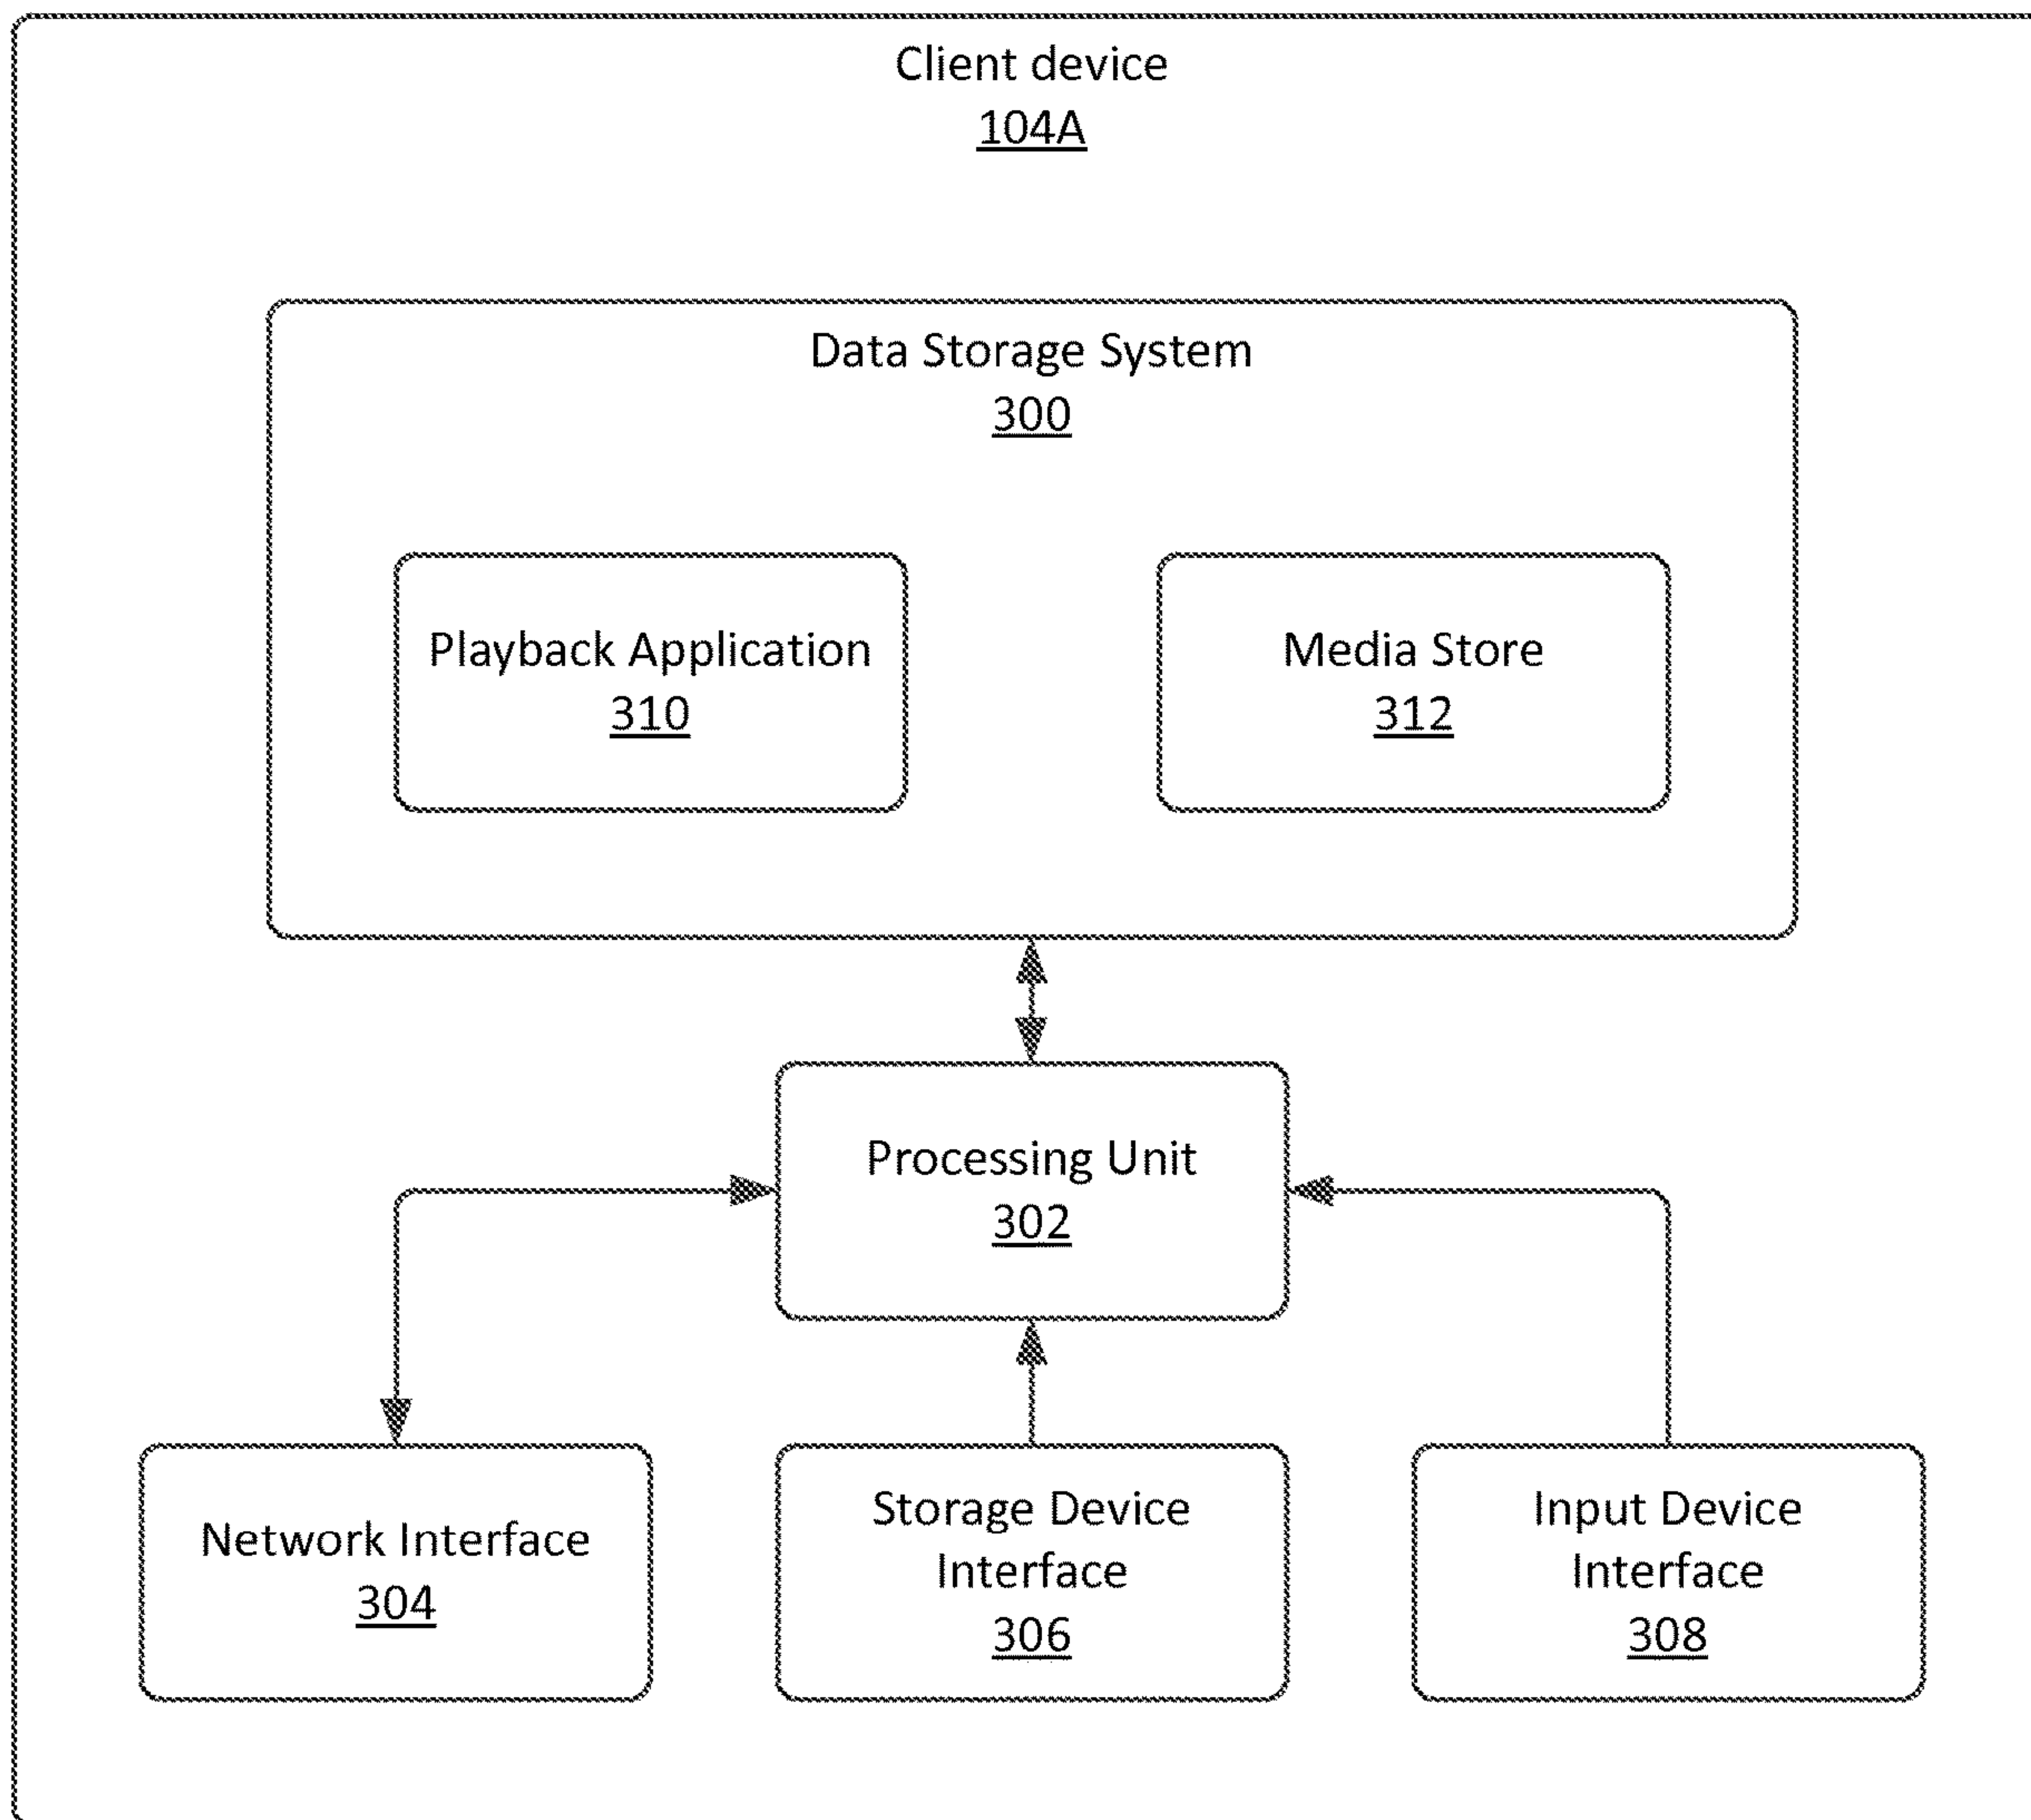 Client device
104A
Data Storage System
300
Playback Application
310
Media Store
312
Processing Unit
302
Network Interface
304
Storage Device
Interface
306
Input Device
Interface
308